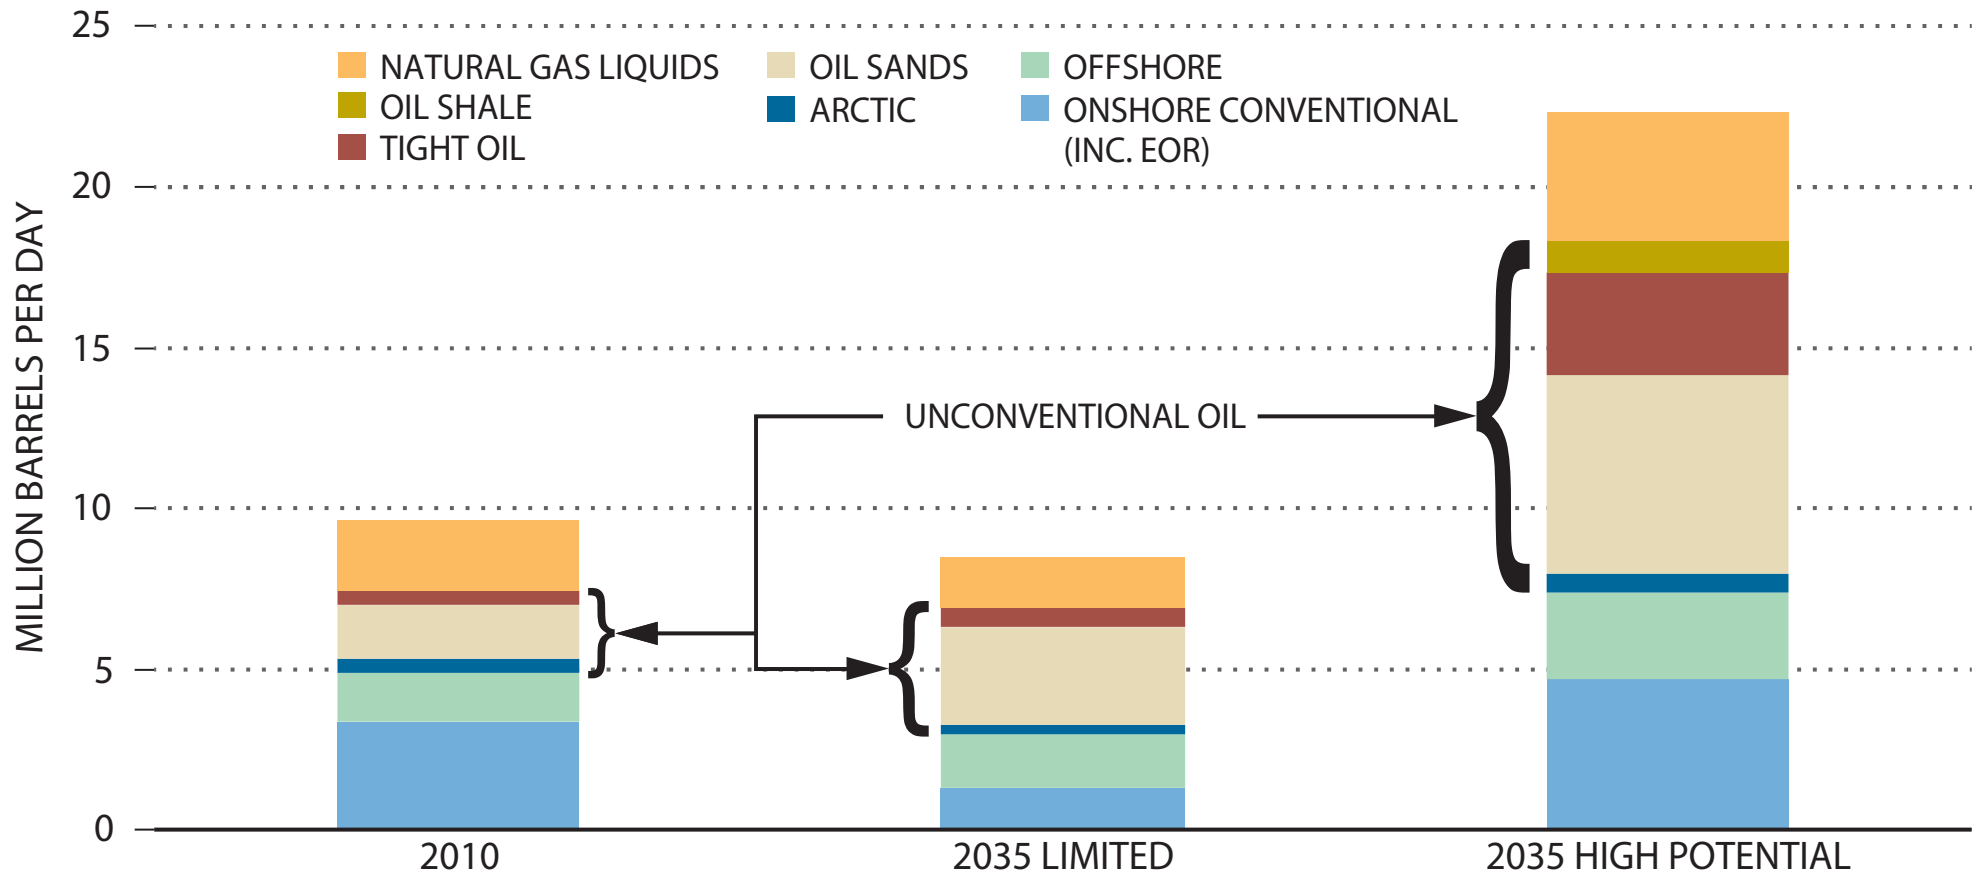 25
NATURAL GAS LIQUIDS
OIL SHALE
TIGHT OIL
OIL SANDS
ARCTIC
OFFSHORE
ONSHORE CONVENTIONAL
(INC. EOR)
20
15
10
5
0
MILLION BARRELS PER DAY
UNCONVENTIONAL OIL
2010
2035 LIMITED
2035 HIGH POTENTIAL